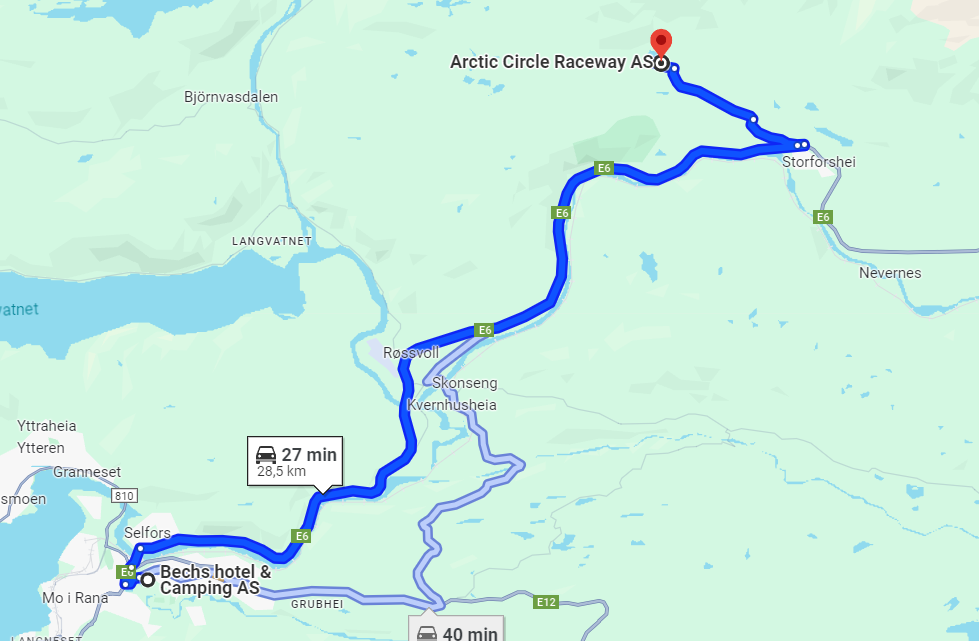 Arctic Circle Raceway AS
Björnvasdalen
Storforshei
E6
E6
E6
LANGVATNET
Nevernes
vatnet
E6
Røssvoll
Skonseng
Kvernhusheia
Yttraheia
Ytteren
27 min
28,5 km
Granneset
smoen
810
Selfors
E6
E6
Bechs hotel &
Camping AS
Mo i Rana
GRUBHEI
E12
40 min
LANGNESET